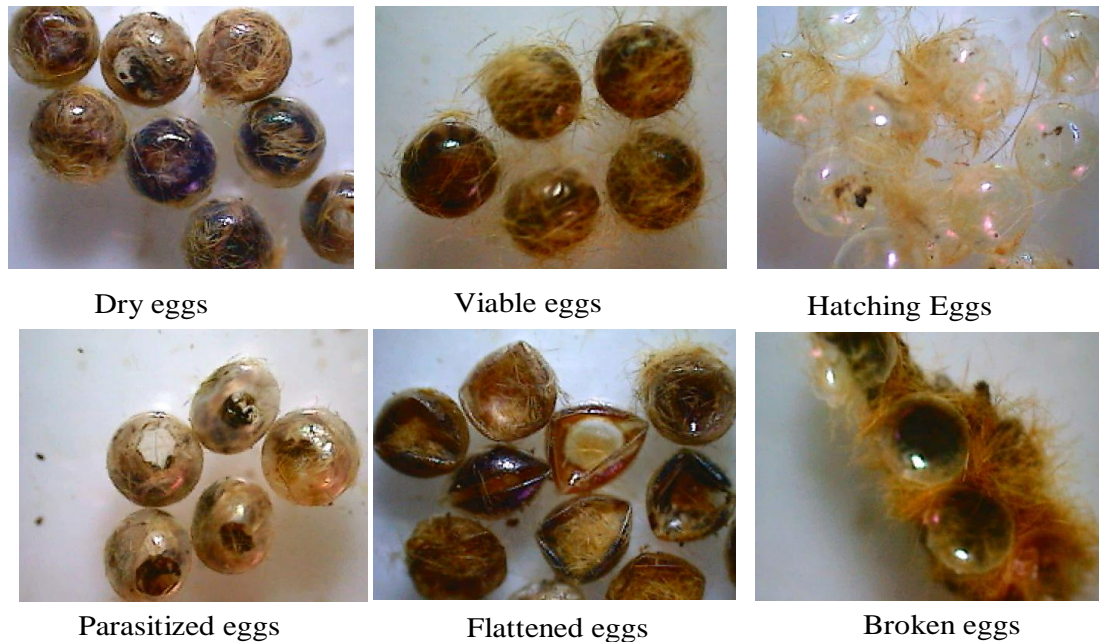 Dry eggs
Viable eggs
Hatching Eggs
Parasitized eggs
Flattened eggs
Broken eggs